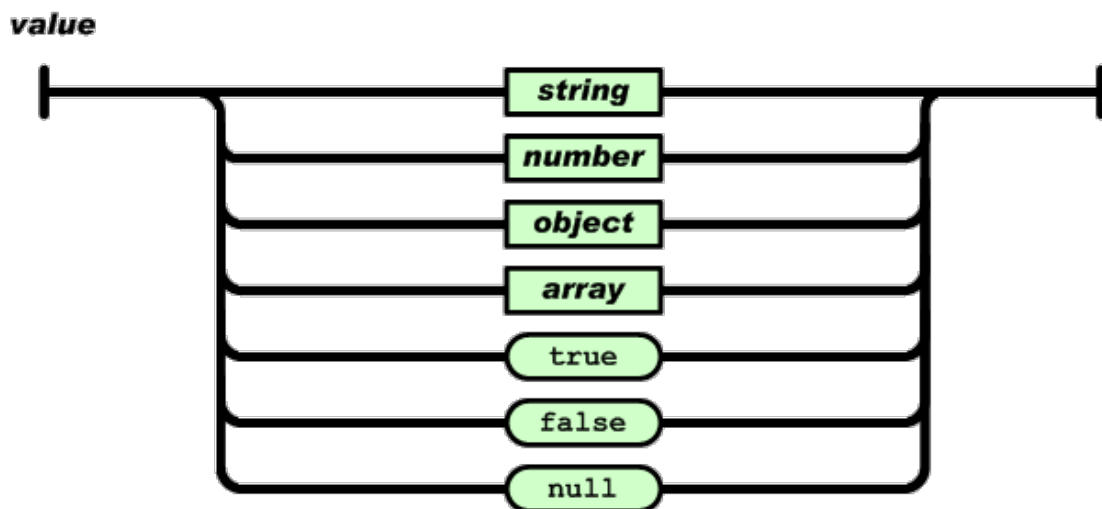 value
string
number
object
array
true
false
null